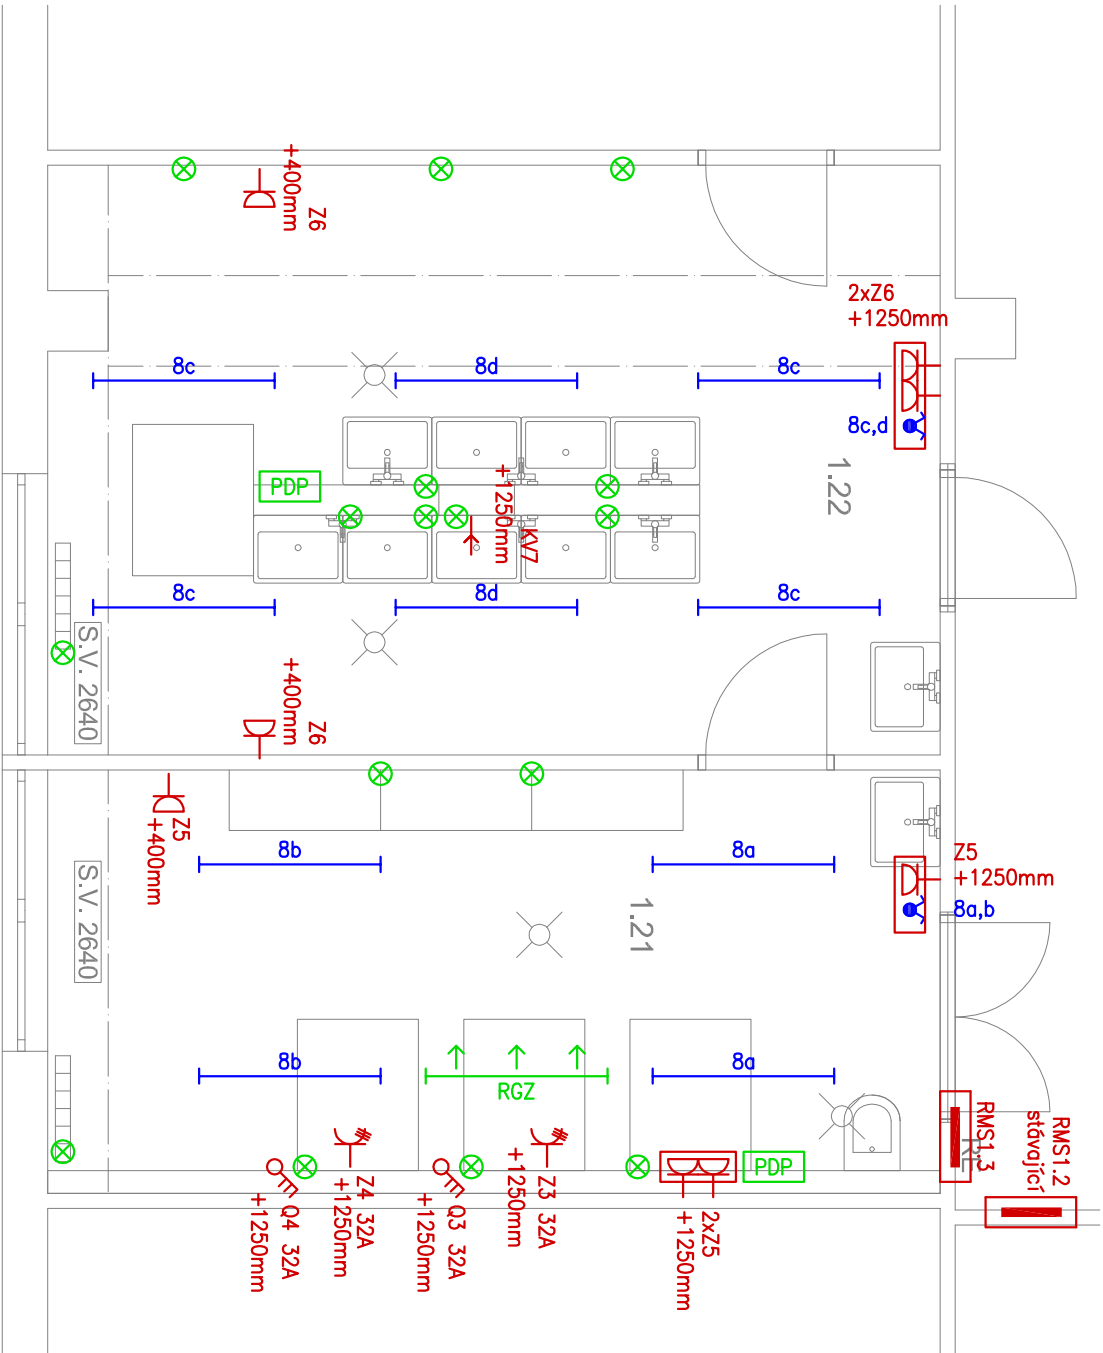 +400mm
Z6
2xZ6
+1250mm
8c
8d
8c
8c,d
1.22
PDP
+1250mm
KV7
8c
8d
8c
S.V. 2640
+400mm
Z6
Z5
+400mm
8b
8a
Z5
+1250mm
8a,b
S.V. 2640
1.21
8b
RGZ
8a
RMS1.3
RE
RMS1.2
stávající
PDP
Z4 32A
+1250mm
Q4 32A
+1250mm
Z3 32A
+1250mm
Q3 32A
+1250mm
2xZ5
+1250mm